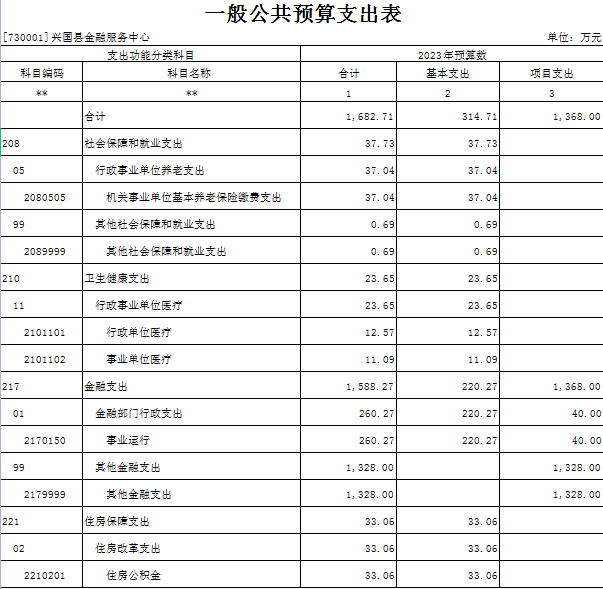 一般公共预算支出表
[730001]兴国县金融服务中心 单位：万元
支出功能分类科目 2023年预算数
科目编码 科目名称 合计 基本支出 项目支出
** ** 1 2 3
合计 1,682.71 314.71 1,368.00
208 社会保障和就业支出 37.73 37.73
05 行政事业单位养老支出 37.04 37.04
2080505 机关事业单位基本养老保险缴费支出 37.04 37.04
99 其他社会保障和就业支出 0.69 0.69
2089999 其他社会保障和就业支出 0.69 0.69
210 卫生健康支出 23.65 23.65
11 行政事业单位医疗 23.65 23.65
2101101 行政单位医疗 12.57 12.57
2101102 事业单位医疗 11.09 11.09
217 金融支出 1,588.27 220.27 1,368.00
01 金融部门行政支出 260.27 220.27 40.00
2170150 事业运行 260.27 220.27 40.00
99 其他金融支出 1,328.00 1,328.00
2179999 其他金融支出 1,328.00 1,328.00
221 住房保障支出 33.06 33.06
02 住房改革支出 33.06 33.06
2210201 住房公积金 33.06 33.06